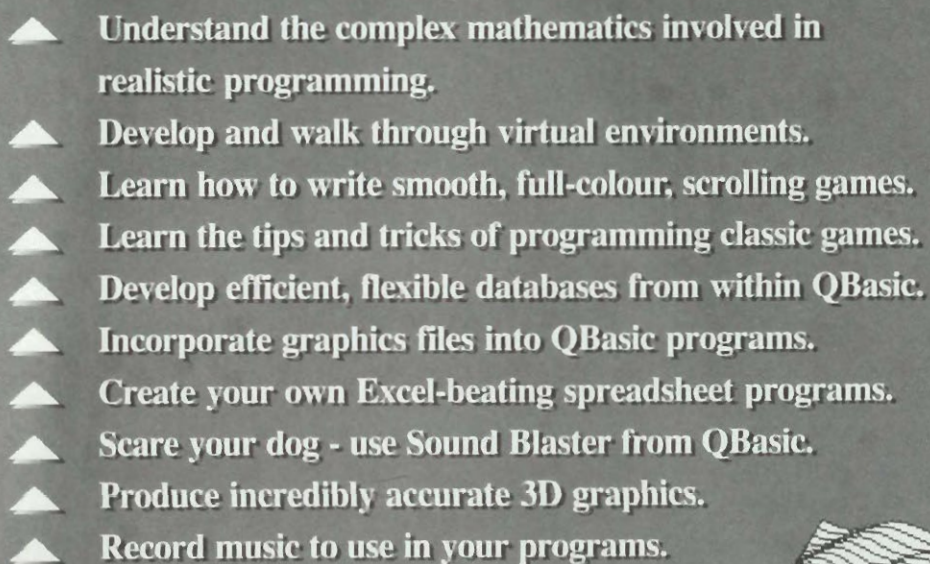 Understand the complex mathematics involved in
realistic programming.
Develop and walk through virtual environments.
Learn how to write smooth, full-colour, scrolling games.
Learn the tips and tricks of programming classic games.
Develop efficient, flexible databases from within QBasic.
Incorporate graphics files into QBasic programs.
Create your own Excel-beating spreadsheet programs.
Scare your dog - use Sound Blaster from QBasic.
Produce incredibly accurate 3D graphics.
Record music to use in your programs.